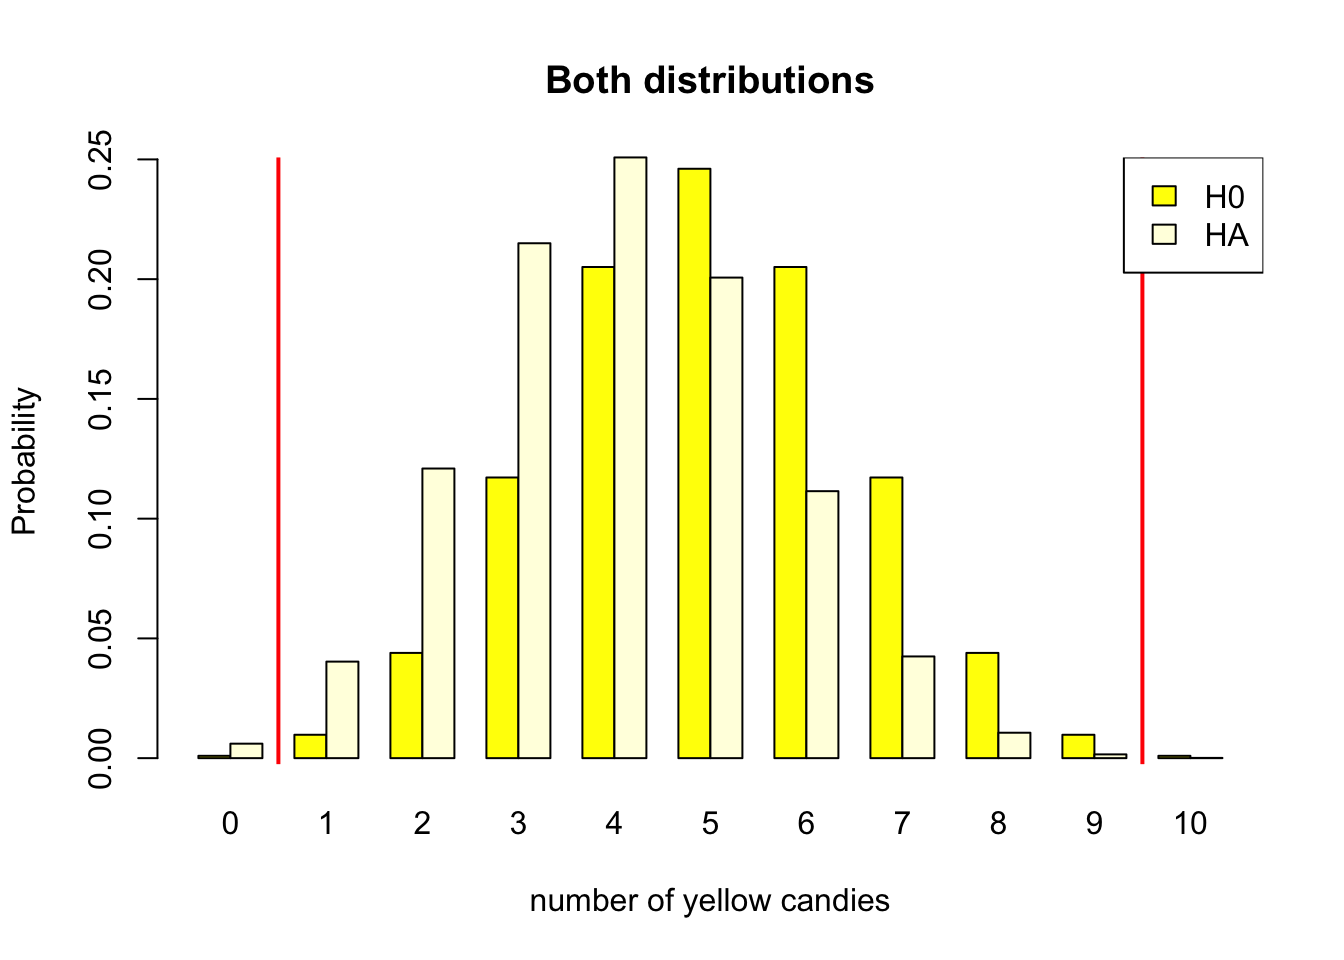 Both distributions
H0
HA
Probability
0.25
0.20
0.15
0.10
0.05
0.00
0 1 2 3 4 5 6 7 8 9 10
number of yellow candies